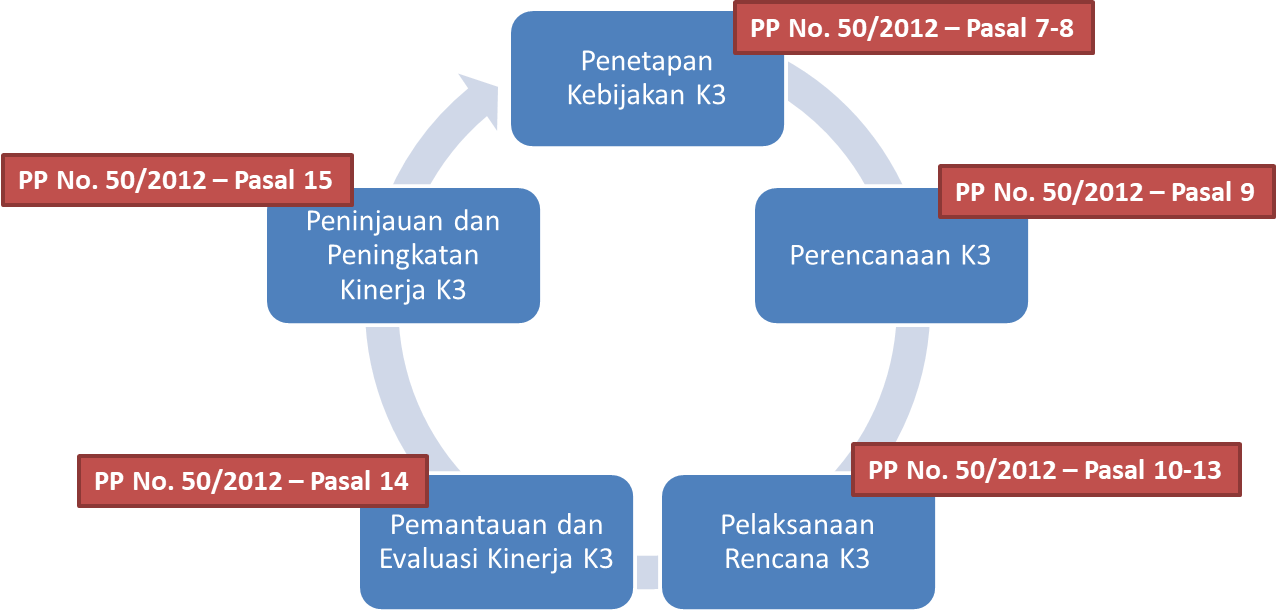 PP No. 50/2012 – Pasal 7-8
Penetapan
Kebijakan K3
PP No. 50/2012 – Pasal 9
Perencanaan K3
PP No. 50/2012 – Pasal 10-13
Pelaksanaan
Rencana K3
PP No. 50/2012 – Pasal 14
Pemantauan dan
Evaluasi Kinerja K3
PP No. 50/2012 – Pasal 15
Peninjauan dan
Peningkatan
Kinerja K3